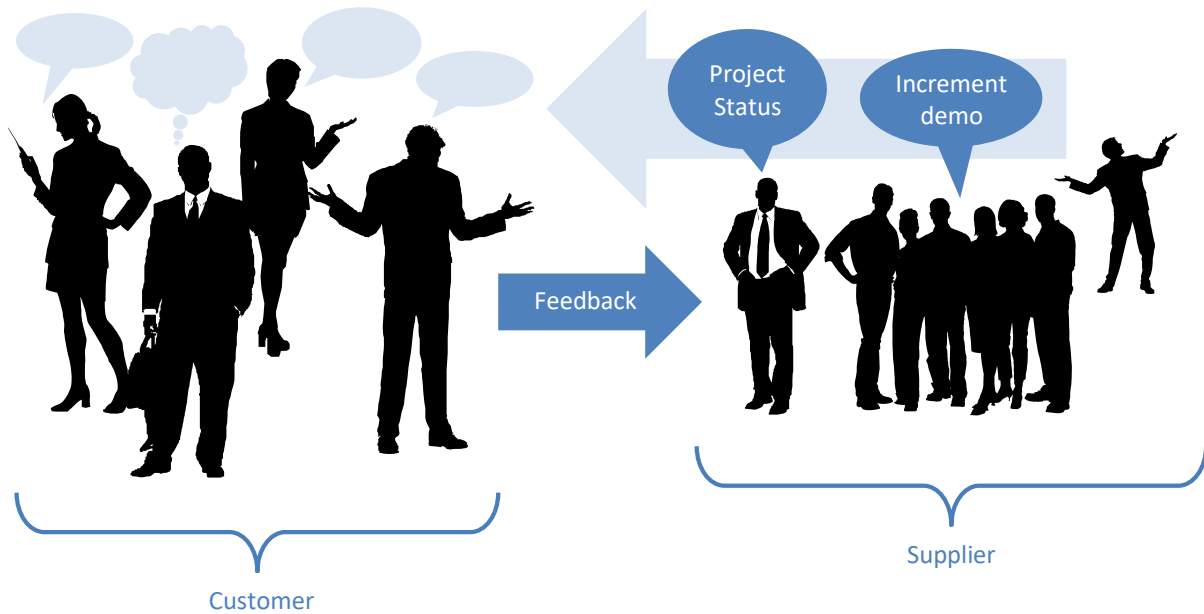 Project
Status
Increment
demo
Feedback
Supplier
Customer